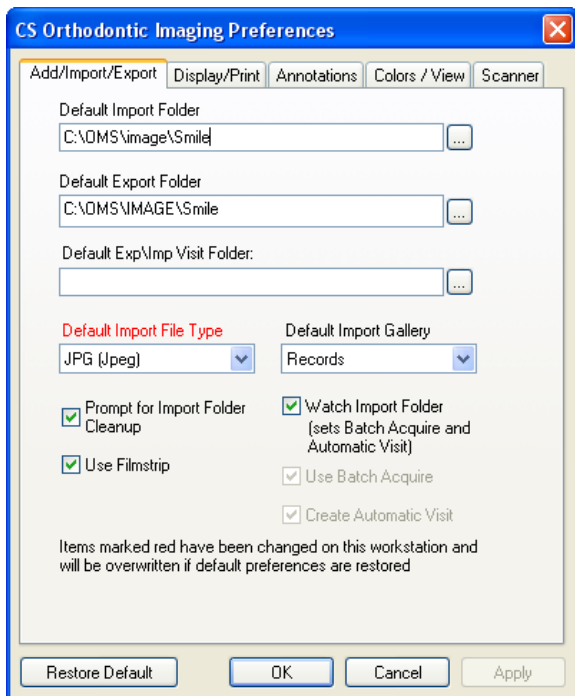 CS Orthodontic Imaging Preferences
Add/Import/Export Display/Print Annotations Colors / View Scanner
Default Import Folder
C:\OMS\image\Smile
...
Default Export Folder
C:\OMS\IMAGE\Smile
...
Default Exp\Imp Visit Folder:
...
Default Import File Type Default Import Gallery
JPG (Jpeg) Records
Prompt for Import Folder
Cleanup
Watch Import Folder
(sets Batch Acquire and
Automatic Visit)
Use Filmstrip
Use Batch Acquire
Create Automatic Visit
Items marked red have been changed on this workstation and
will be overwritten if default preferences are restored
Restore Default OK Cancel Apply